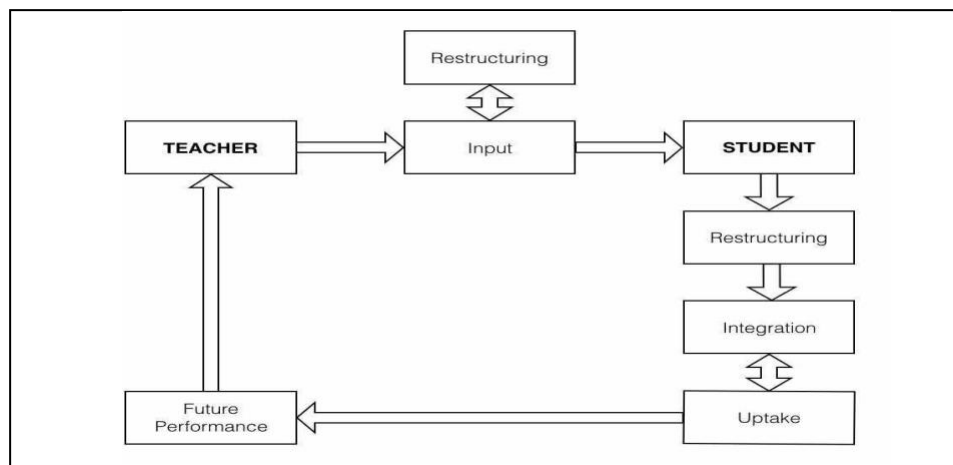 Restructuring
TEACHER
Input
STUDENT
Restructuring
Integration
Future
Performance
Uptake